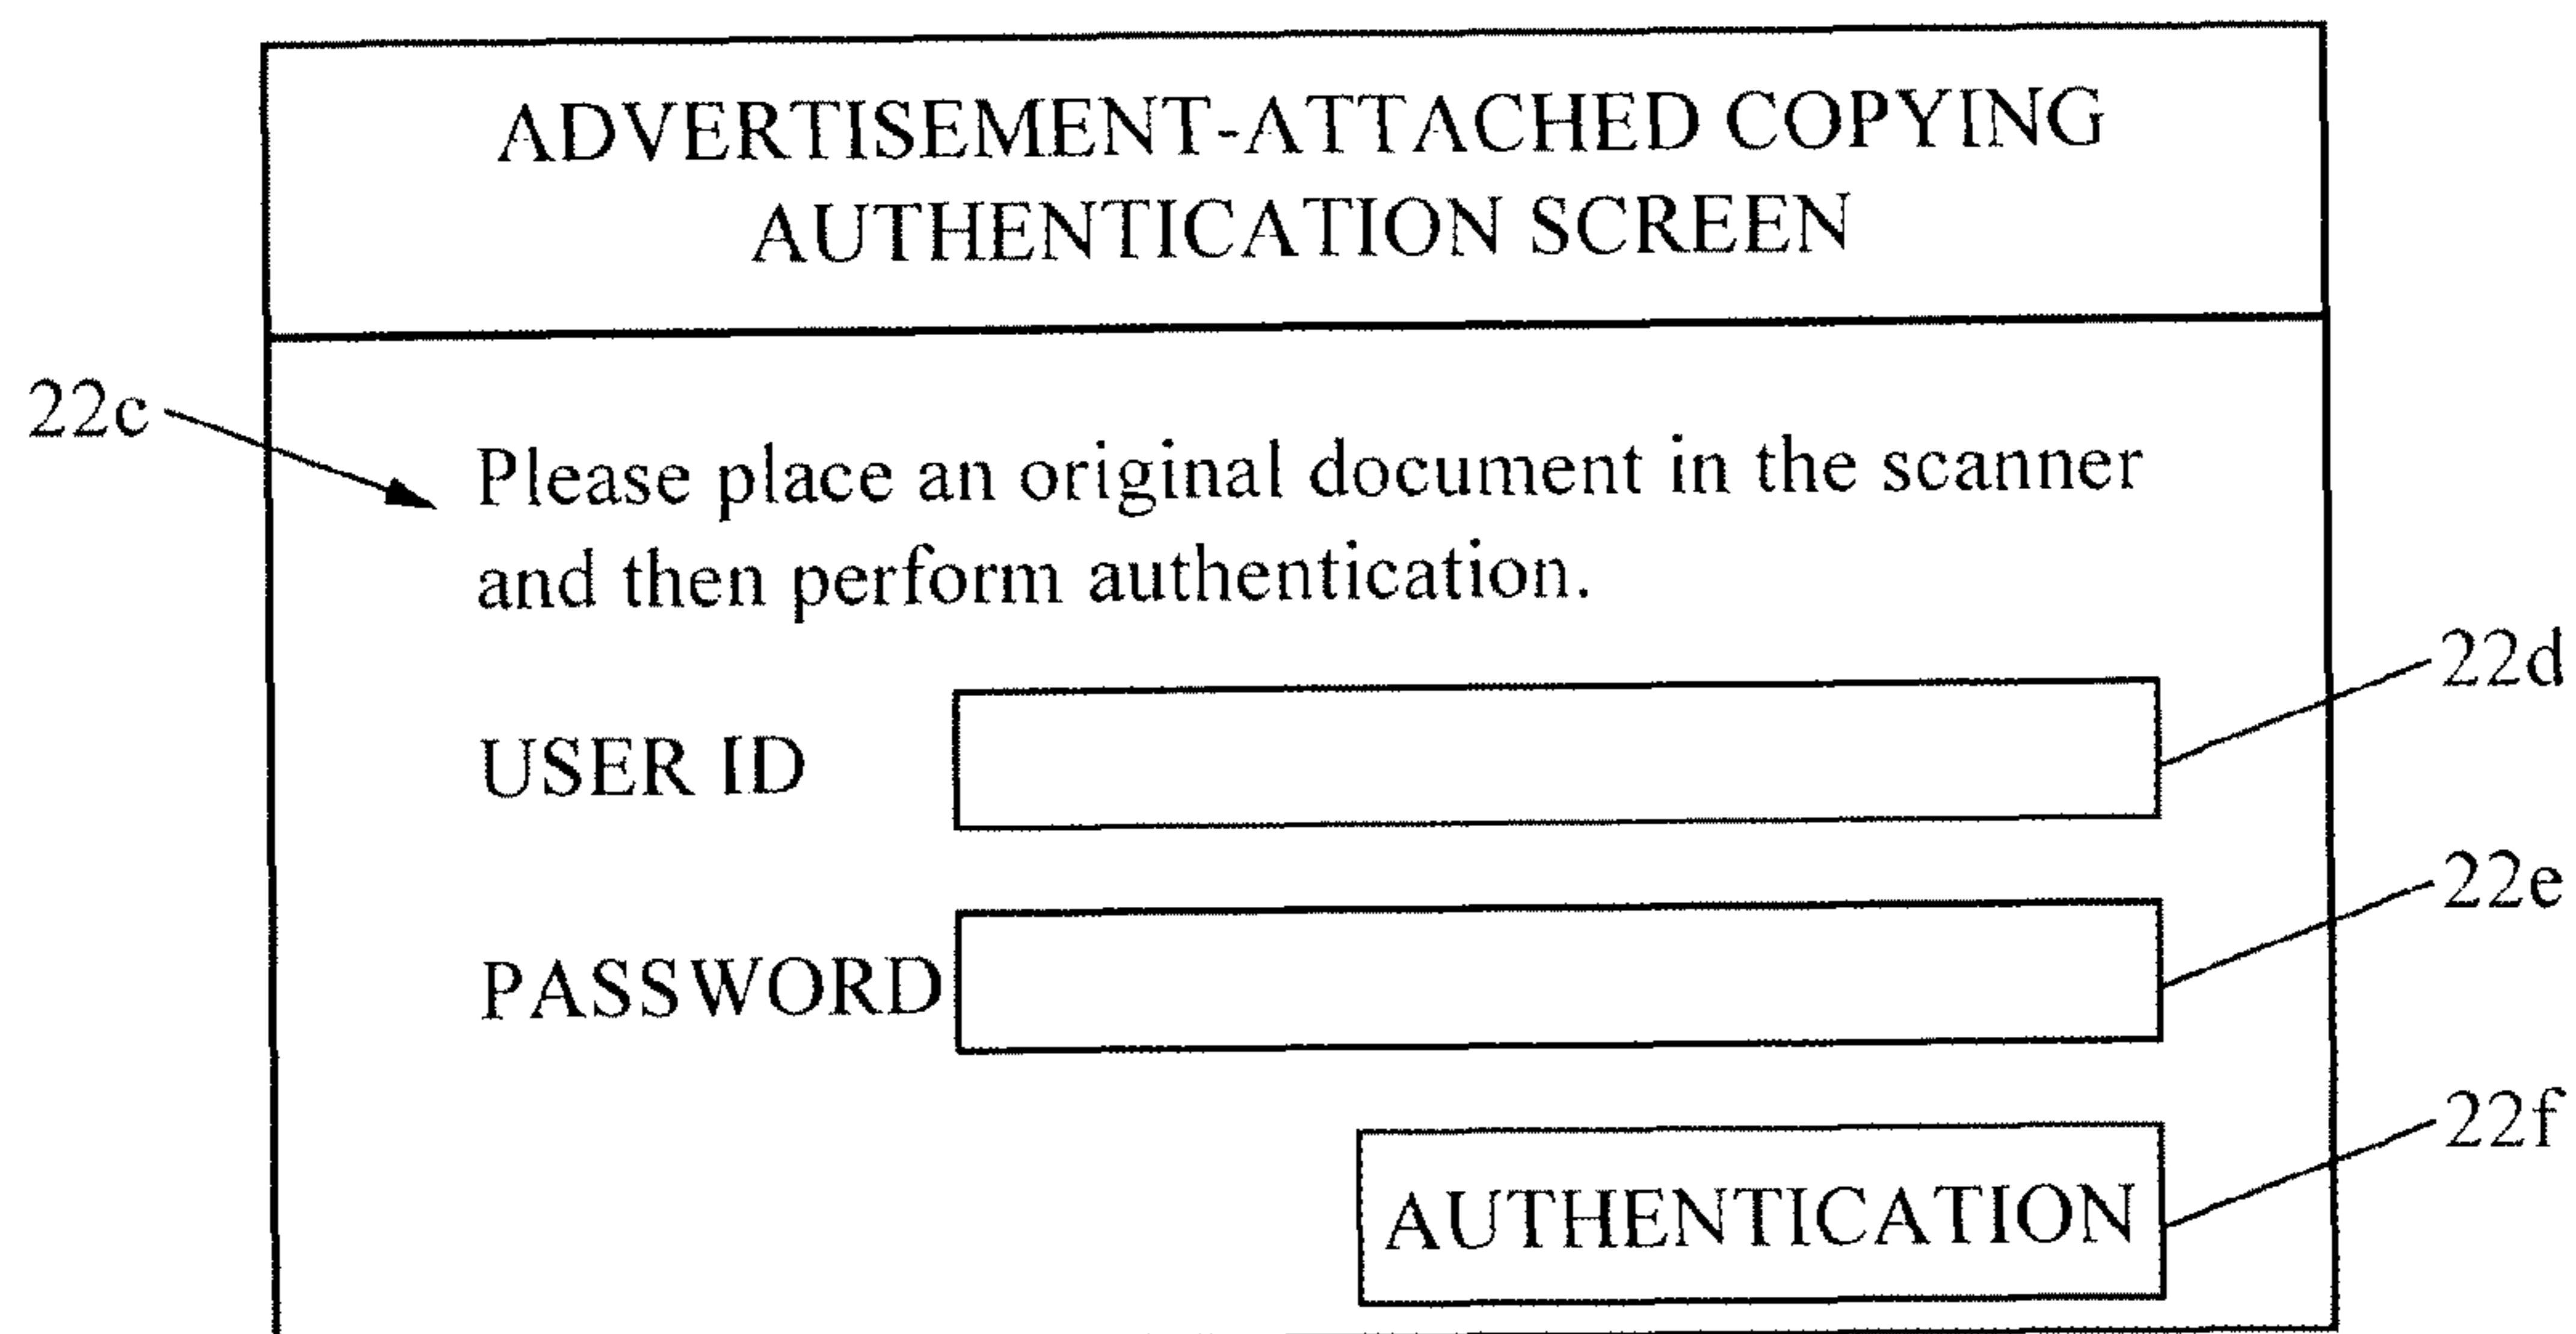 ADVERTISEMENT-ATTACHED COPYING
AUTHENTICATION SCREEN
22c
Please place an original document in the scanner
and then perform authentication.
22d
USER ID
22e
PASSWORD
22f
AUTHENTICATION